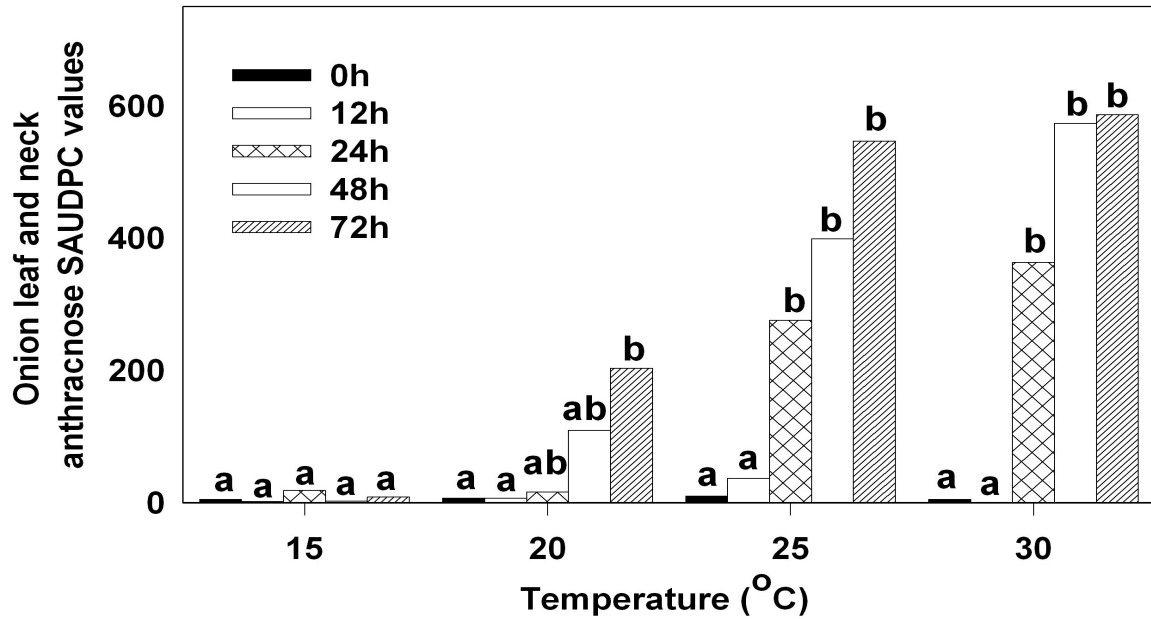 Onion leaf and neck
anthracnose SAUDPC values
600
400
200
0
0h
12h
24h
48h
72h
a a a a a
a a ab ab b
a a b b b
a a b b b
15 20 25 30
Temperature (°C)